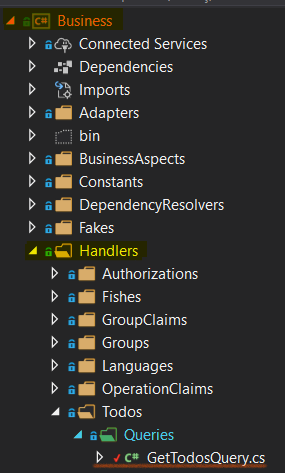 C# Business
Connected Services
Dependencies
Imports
Adapters
bin
BusinessAspects
Constants
DependencyResolvers
Fakes
Handlers
Authorizations
Fishes
GroupClaims
Groups
Languages
OperationClaims
Todos
Queries
C# GetTodosQuery.cs